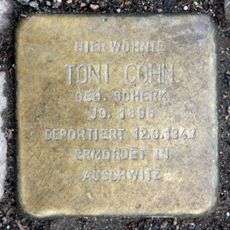 HIER WOHNTE
TONI COHN
GEB. SCHERK
JG. 1896
DEPORTIERT 12.3.1943
ERMORDET IN
AUSCHWITZ